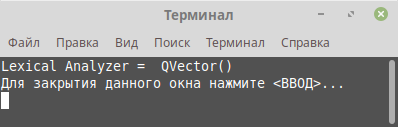 Терминал
Файл Правка Вид Поиск Терминал Справка
Lexical Analyzer =  QVector()
Для закрытия данного окна нажмите <ВВОД>...